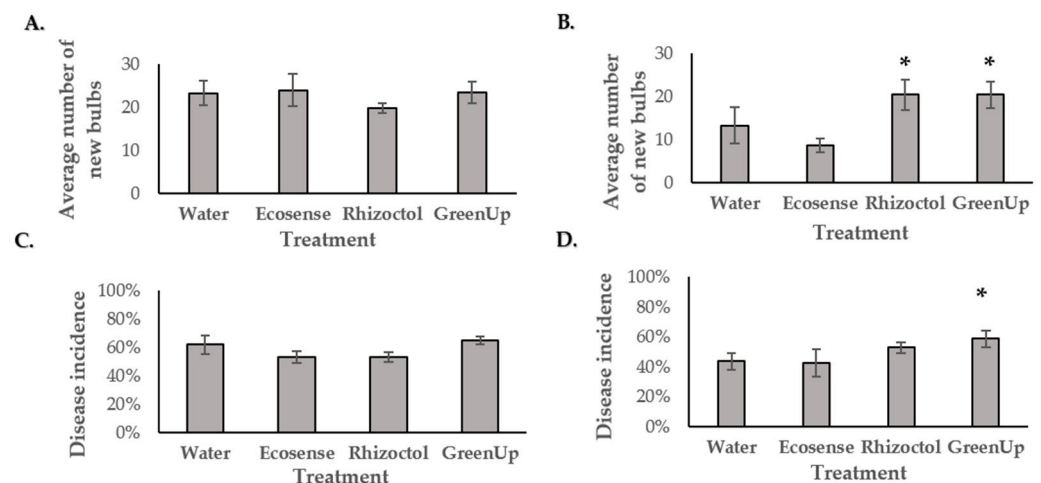 A.
Average number of
new bulbs
30
20
10
0
Water Ecosense Rhizoctol GreenUp
Treatment
B.
Average number
of new bulbs
30
20
10
0
* *
Water Ecosense Rhizoctol GreenUp
Treatment
C.
Disease incidence
100%
80%
60%
40%
20%
0%
Water Ecosense Rhizoctol GreenUp
Treatment
D.
Disease incidence
100%
80%
60%
40%
20%
0%
*
Water Ecosense Rhizoctol GreenUp
Treatment